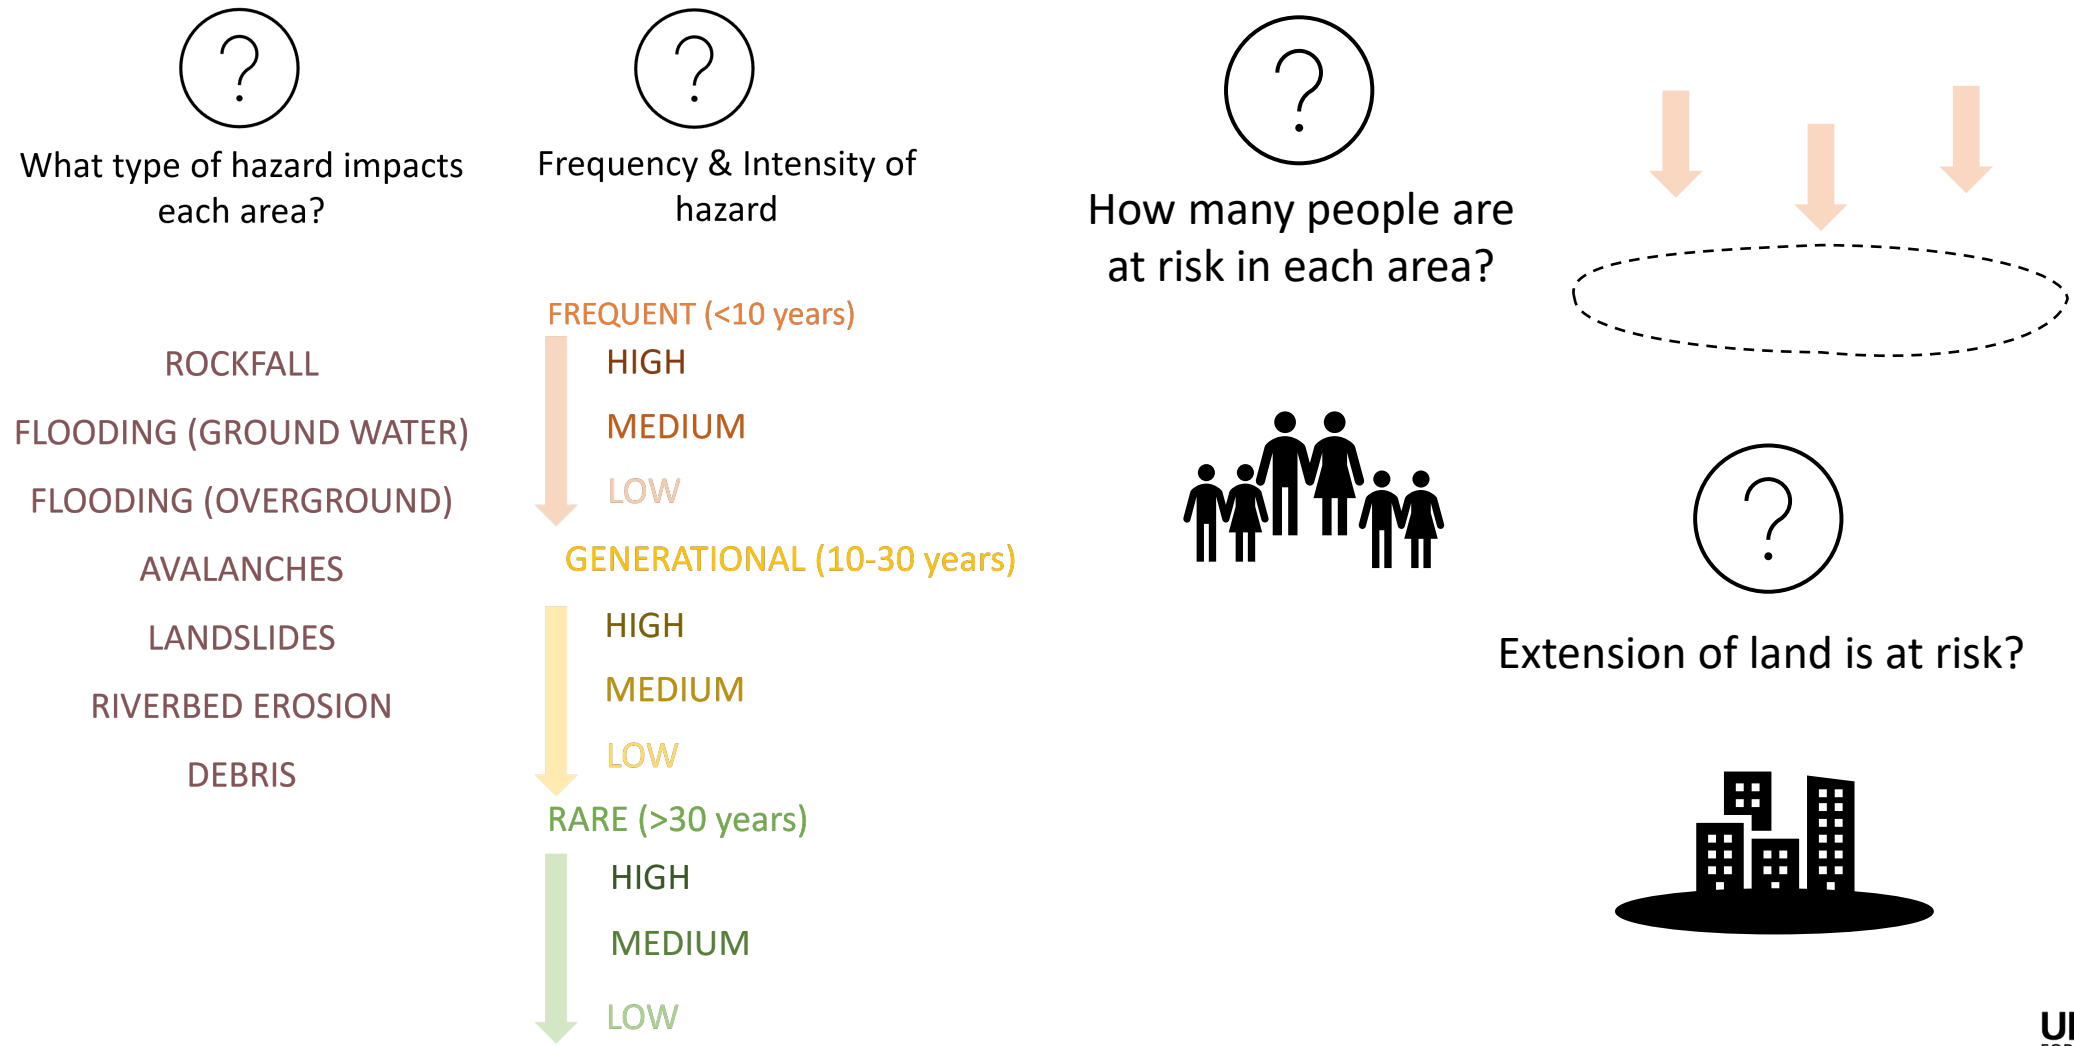 What type of hazard impacts
each area?
ROCKFALL
FLOODING (GROUND WATER)
FLOODING (OVERGROUND)
AVALANCHES
LANDSLIDES
RIVERBED EROSION
DEBRIS
Frequency & Intensity of
hazard
FREQUENT (<10 years)
HIGH
MEDIUM
LOW
GENERATIONAL (10-30 years)
HIGH
MEDIUM
LOW
RARE (>30 years)
HIGH
MEDIUM
LOW
How many people are
at risk in each area?
Extension of land is at risk?